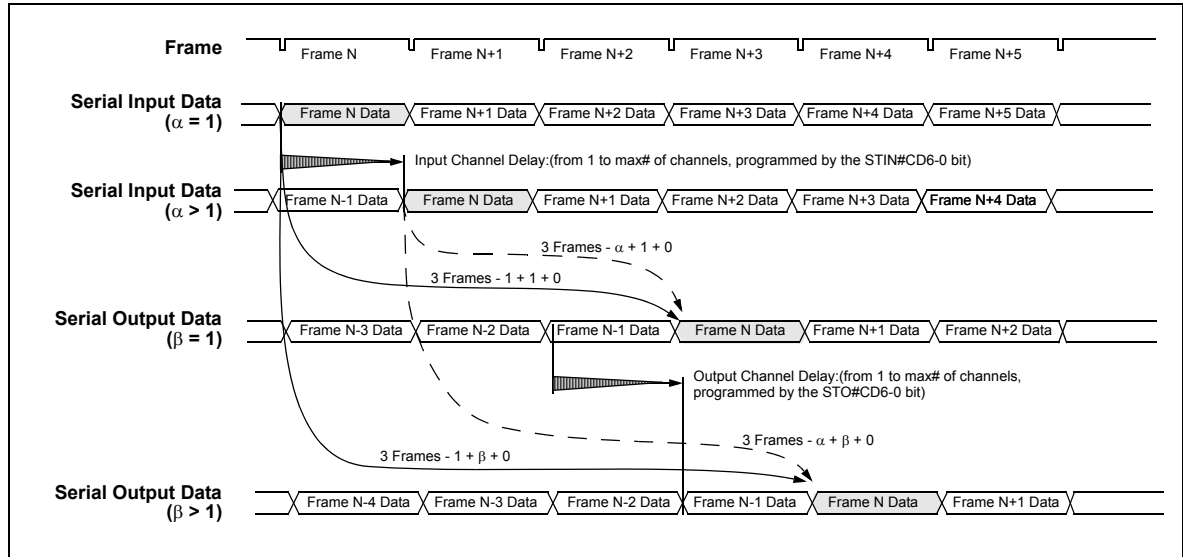 Frame
Frame N Frame N+1 Frame N+2 Frame N+3 Frame N+4 Frame N+5
Serial Input Data
(α = 1)
Frame N Data Frame N+1 Data Frame N+2 Data Frame N+3 Data Frame N+4 Data Frame N+5 Data
Input Channel Delay:(from 1 to max# of channels, programmed by the STIN#CD6-0 bit)
Serial Input Data
(α > 1)
Frame N-1 Data Frame N Data Frame N+1 Data Frame N+2 Data Frame N+3 Data Frame N+4 Data
3 Frames - α + 1 + 0
3 Frames - 1 + 1 + 0
Serial Output Data
(β = 1)
Frame N-3 Data Frame N-2 Data Frame N-1 Data Frame N Data Frame N+1 Data Frame N+2 Data
Output Channel Delay:(from 1 to max# of channels,
programmed by the STO#CD6-0 bit)
3 Frames - α + β + 0
3 Frames - 1 + β + 0
Serial Output Data
(β > 1)
Frame N-4 Data Frame N-3 Data Frame N-2 Data Frame N-1 Data Frame N Data Frame N+1 Data